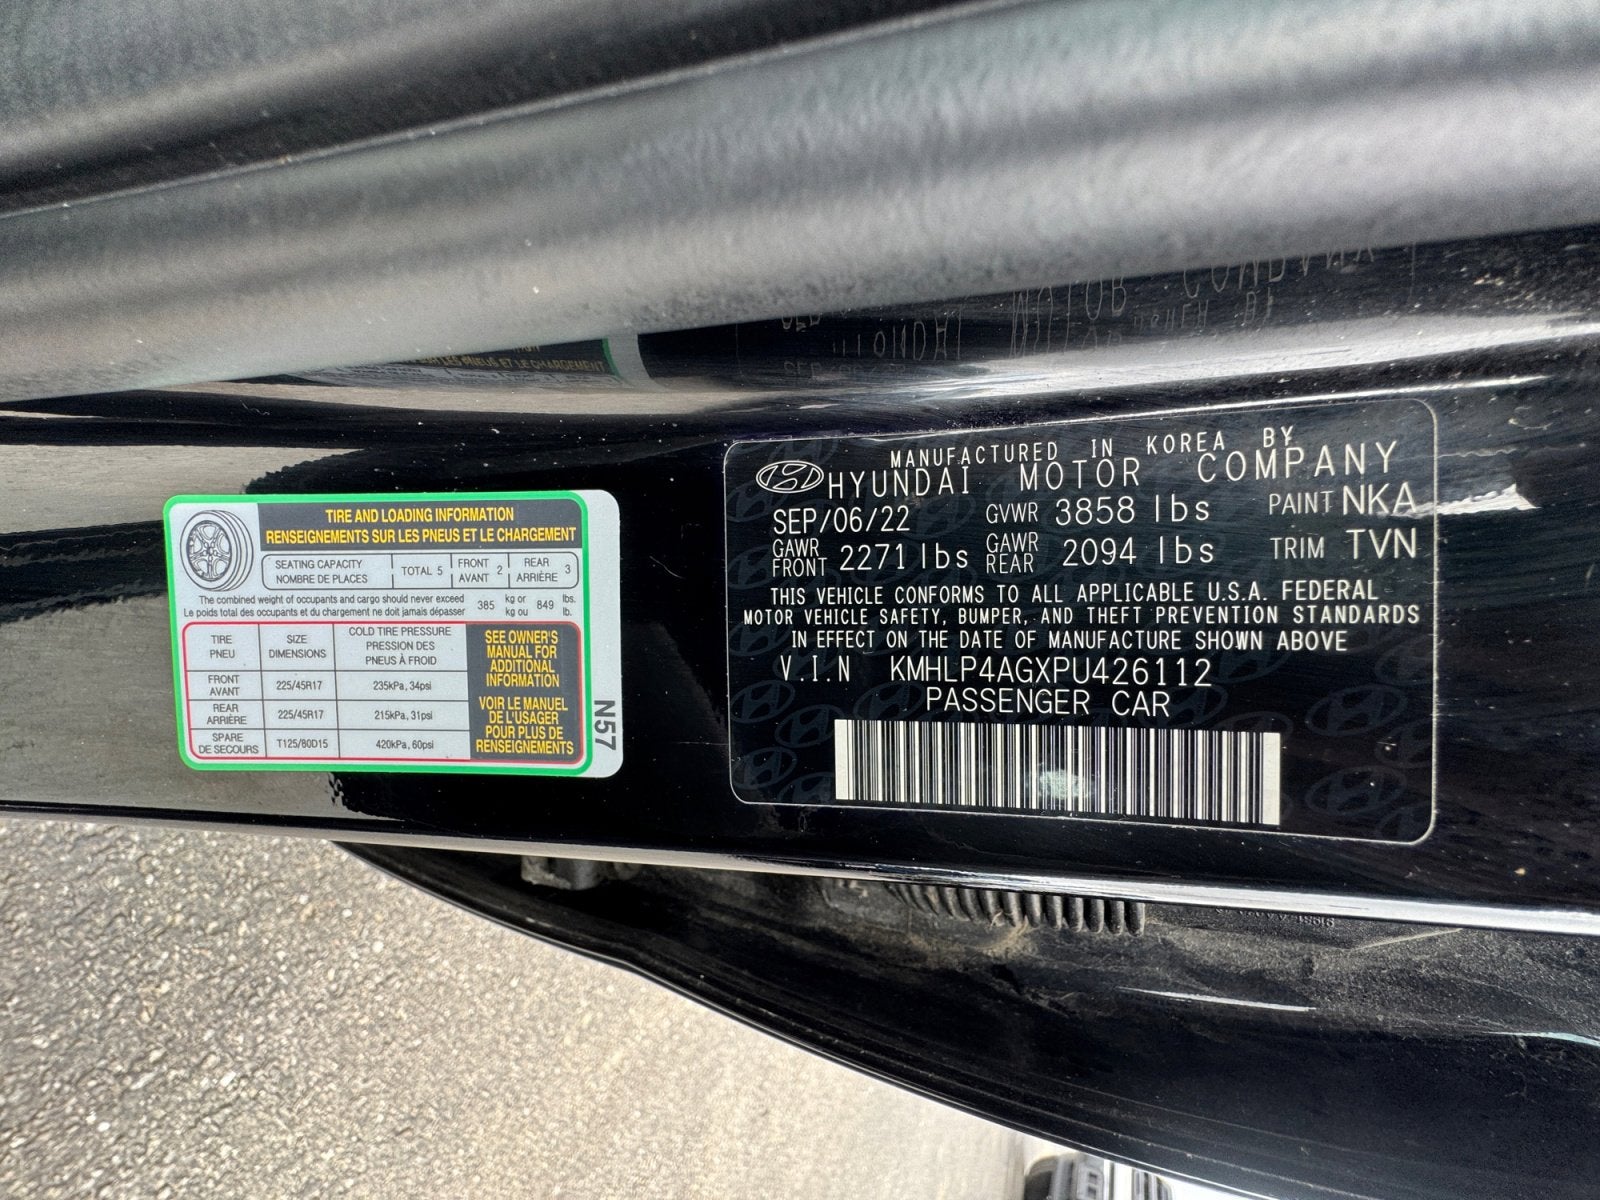 TIRE AND LOADING INFORMATION
RENSEIGNEMENTS SUR LES PNEUS ET LE CHARGEMENT
SEATING CAPACITY
NOMBRE DE PLACES
TOTAL 5
FRONT
AVANT 2
REAR
ARRIÈRE 3
The combined weight of occupants and cargo should never exceed
Le poids total des occupants et du chargement ne doit jamais dépasser
385 kg or
kg ou
849 lbs.
lb.
TIRE
PNEU
SIZE
DIMENSIONS
COLD TIRE PRESSURE
PRESSION DES
PNEUS À FROID
FRONT
AVANT
225/45R17
235kPa, 34psi
REAR
ARRIÈRE
225/45R17
215kPa, 31psi
SPARE
DE SECOURS
T125/80D15
420kPa, 60psi
SEE OWNER'S
MANUAL FOR
ADDITIONAL
INFORMATION
VOIR LE MANUEL
DE L'USAGER
POUR PLUS DE
RENSEIGNEMENTS
N57
MANUFACTURED IN KOREA BY
HYUNDAI MOTOR COMPANY
SEP/06/22 GVWR 3858 lbs PAINT NKA
GAWR
FRONT 2271 lbs GAWR
REAR 2094 lbs TRIM TVN
THIS VEHICLE CONFORMS TO ALL APPLICABLE U.S.A. FEDERAL
MOTOR VEHICLE SAFETY, BUMPER, AND THEFT PREVENTION STANDARDS
IN EFFECT ON THE DATE OF MANUFACTURE SHOWN ABOVE
V.I.N KMHLP4AGXPU426112
PASSENGER CAR